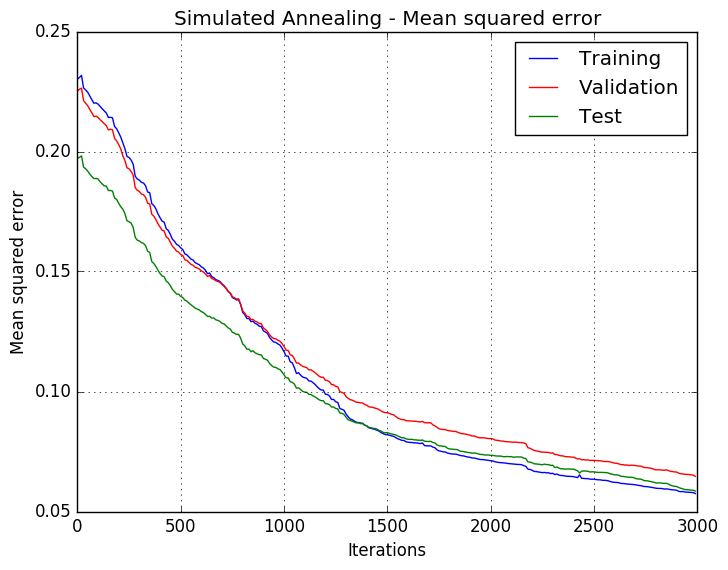 Simulated Annealing - Mean squared error
Training
Validation
Test
Mean squared error
0.25
0.20
0.15
0.10
0.05
0 500 1000 1500 2000 2500 3000
Iterations